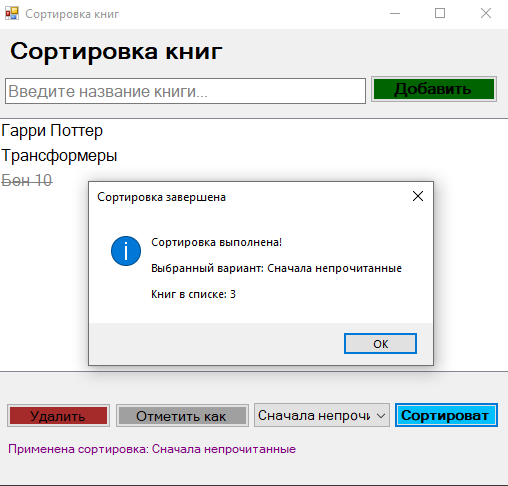 Сортировка книг
Сортировка книг
Введите название книги...
Добавить
Гарри Поттер
Трансформеры
Бен 10
Сортировка завершена
Сортировка выполнена!
Выбранный вариант: Сначала непрочитанные
Книг в списке: 3
OK
Удалить
Отметить как
Сначала непрочи
Сортироват
Применена сортировка: Сначала непрочитанные